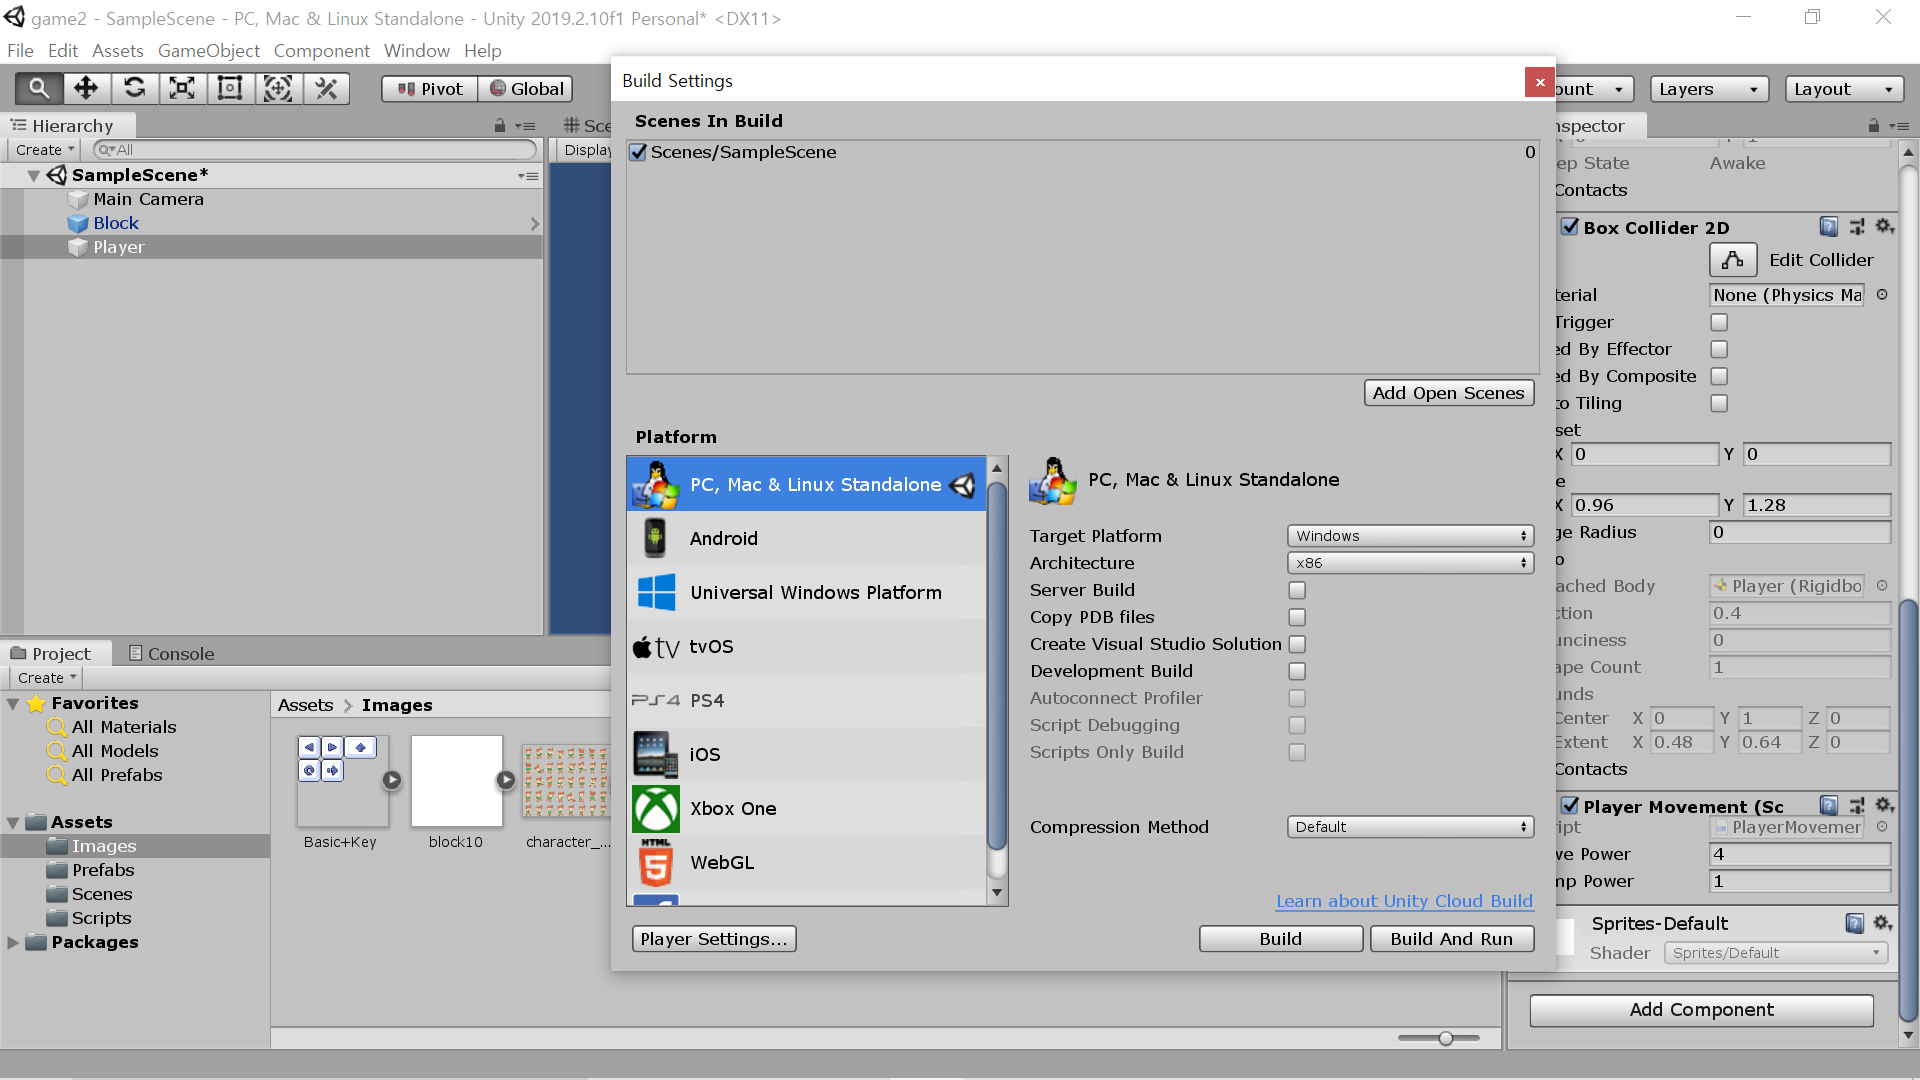 game2 - SampleScene - PC, Mac & Linux Standalone - Unity 2019.2.10f1 Personal* <DX11>
File Edit Assets GameObject Component Window Help
Pivot Global
ount Layers Layout
Build Settings
Hierarchy
Sce
nspector
Create All
Display
SampleScene*
Main Camera
Block
Player
Scenes In Build
Scenes/SampleScene 0
Add Open Scenes
Platform
PC, Mac & Linux Standalone
Android
Universal Windows Platform
tv tvOS
PS4 PS4
iOS
Xbox One
HTML
5 WebGL
Player Settings...
PC, Mac & Linux Standalone
Target Platform Windows
Architecture x86
Server Build
Copy PDB files
Create Visual Studio Solution
Development Build
Autoconnect Profiler
Script Debugging
Scripts Only Build
Compression Method Default
Learn about Unity Cloud Build
Build Build And Run
ep State Awake
Contacts
Box Collider 2D
Edit Collider
terial None (Physics Ma
Trigger
ed By Effector
ed By Composite
to Tiling
set
X 0 Y 0
e
X 0.96 Y 1.28
ge Radius 0
o
ached Body Player (Rigidbo
ction 0.4
unciness 0
ape Count 1
unds
Center X 0 Y 1 Z 0
Extent X 0.48 Y 0.64 Z 0
Contacts
Player Movement (Sc
ipt PlayerMovemer
ve Power 4
mp Power 1
Sprites-Default
Shader Sprites/Default
Add Component
Project Console
Create
Favorites
All Materials
All Models
All Prefabs
Assets
Images
Prefabs
Scenes
Scripts
Packages
Assets > Images
Basic+Key
block10
character_...